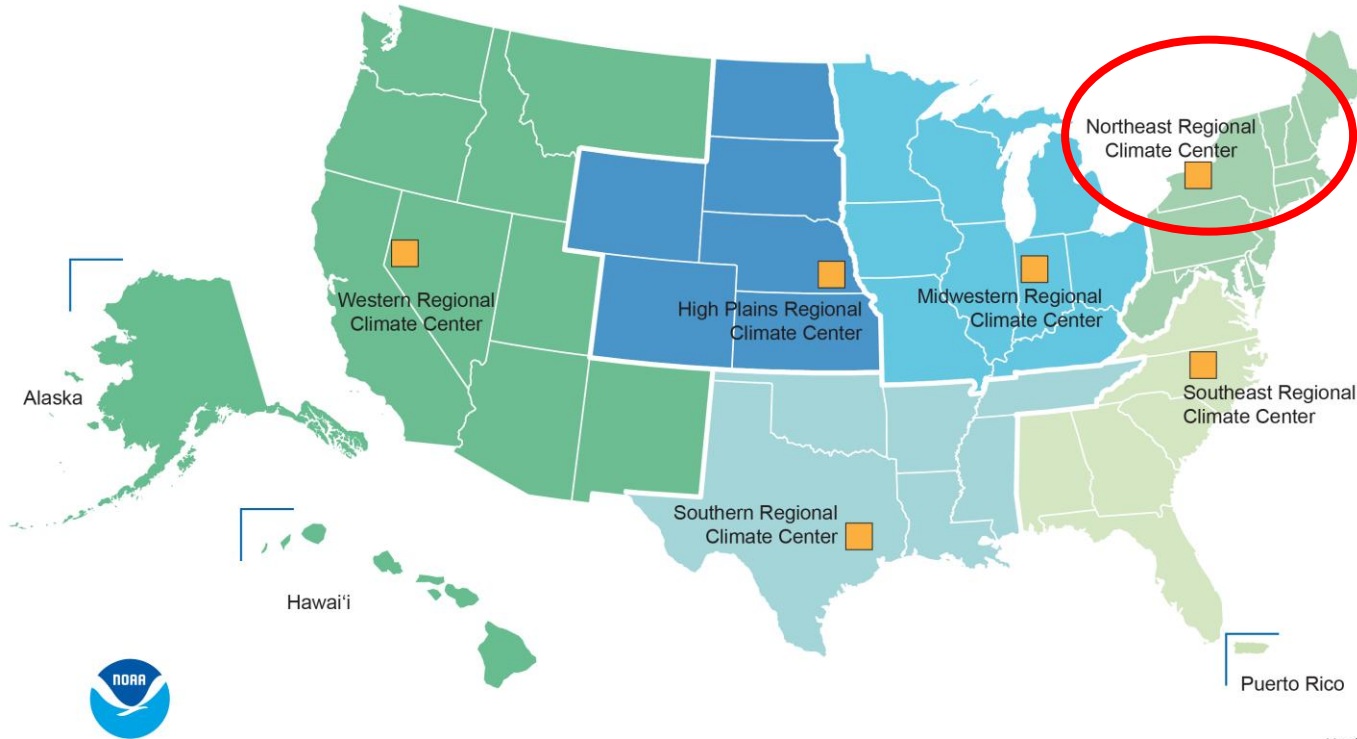 Northeast Regional
Climate Center
Western Regional
Climate Center
High Plains Regional
Climate Center
Midwestern Regional
Climate Center
Alaska
Southeast Regional
Climate Center
Southern Regional
Climate Center
Hawai‘i
NOAA
Puerto Rico